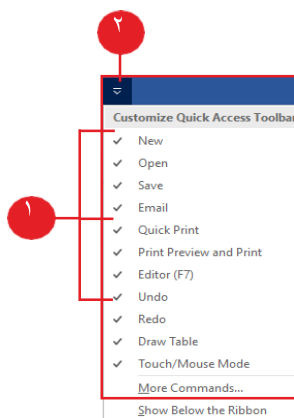 ٢
Customize Quick Access Toolbar
New
Open
Save
Email
Quick Print
Print Preview and Print
Editor (F7)
Undo
Redo
Draw Table
Touch/Mouse Mode
More Commands...
Show Below the Ribbon
١